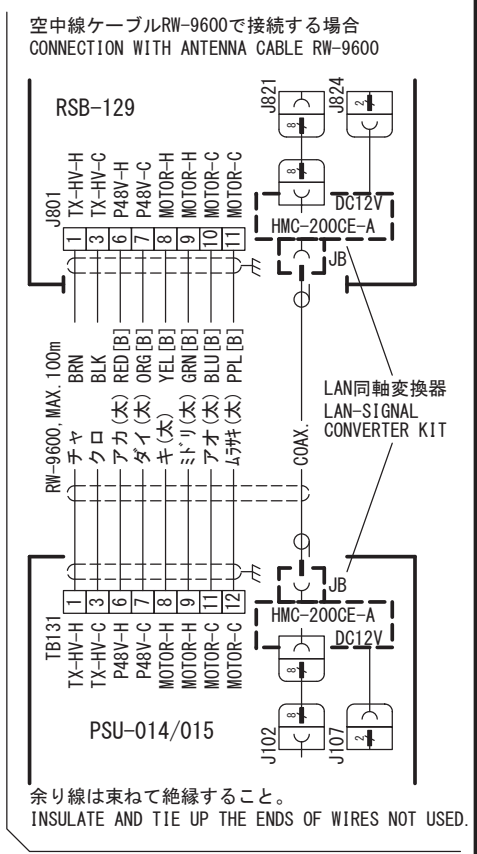 空中線ケーブルRW-9600で接続する場合
CONNECTION WITH ANTENNA CABLE RW-9600
RSB-129
J821
J824
8
2
8
DC12V
HMC-200CE-A
JB
J801
TX-HV-H
TX-HV-C
P48V-H
P48V-C
MOTOR-H
MOTOR-H
MOTOR-C
MOTOR-C
1 3 6 7 8 9 10 11
RW-9600, MAX. 100m
BRN
BLK
RED[B]
ORG[B]
YEL[B]
GRN[B]
BLU[B]
PPL[B]
チャ
クロ
アカ(太)
ダイ(太)
キ(太)
ミドリ(太)
アオ(太)
ムラサキ(太)
COAX.
LAN同軸変換器
LAN-SIGNAL
CONVERTER KIT
JB
HMC-200CE-A
DC12V
TB131
1 3 6 7 8 9 11 12
TX-HV-H
TX-HV-C
P48V-H
P48V-C
MOTOR-H
MOTOR-H
MOTOR-C
MOTOR-C
8
8
2
J102
J107
PSU-014/015
余り線は束ねて絶縁すること。
INSULATE AND TIE UP THE ENDS OF WIRES NOT USED.